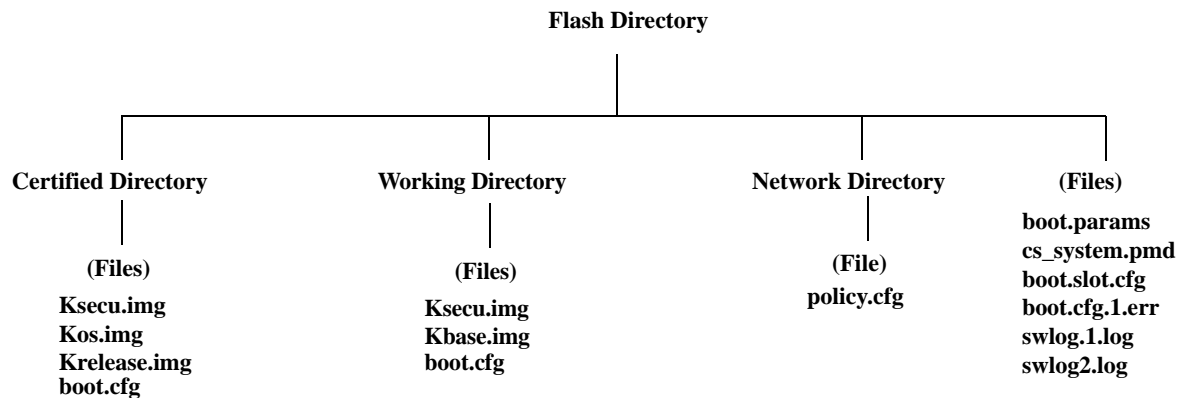 Flash Directory
Certified Directory
(Files)
Ksecu.img
Kos.img
Krelease.img
boot.cfg
Working Directory
(Files)
Ksecu.img
Kbase.img
boot.cfg
Network Directory
(File)
policy.cfg
(Files)
boot.params
cs_system.pmd
boot.slot.cfg
boot.cfg.1.err
swlog.1.log
swlog2.log